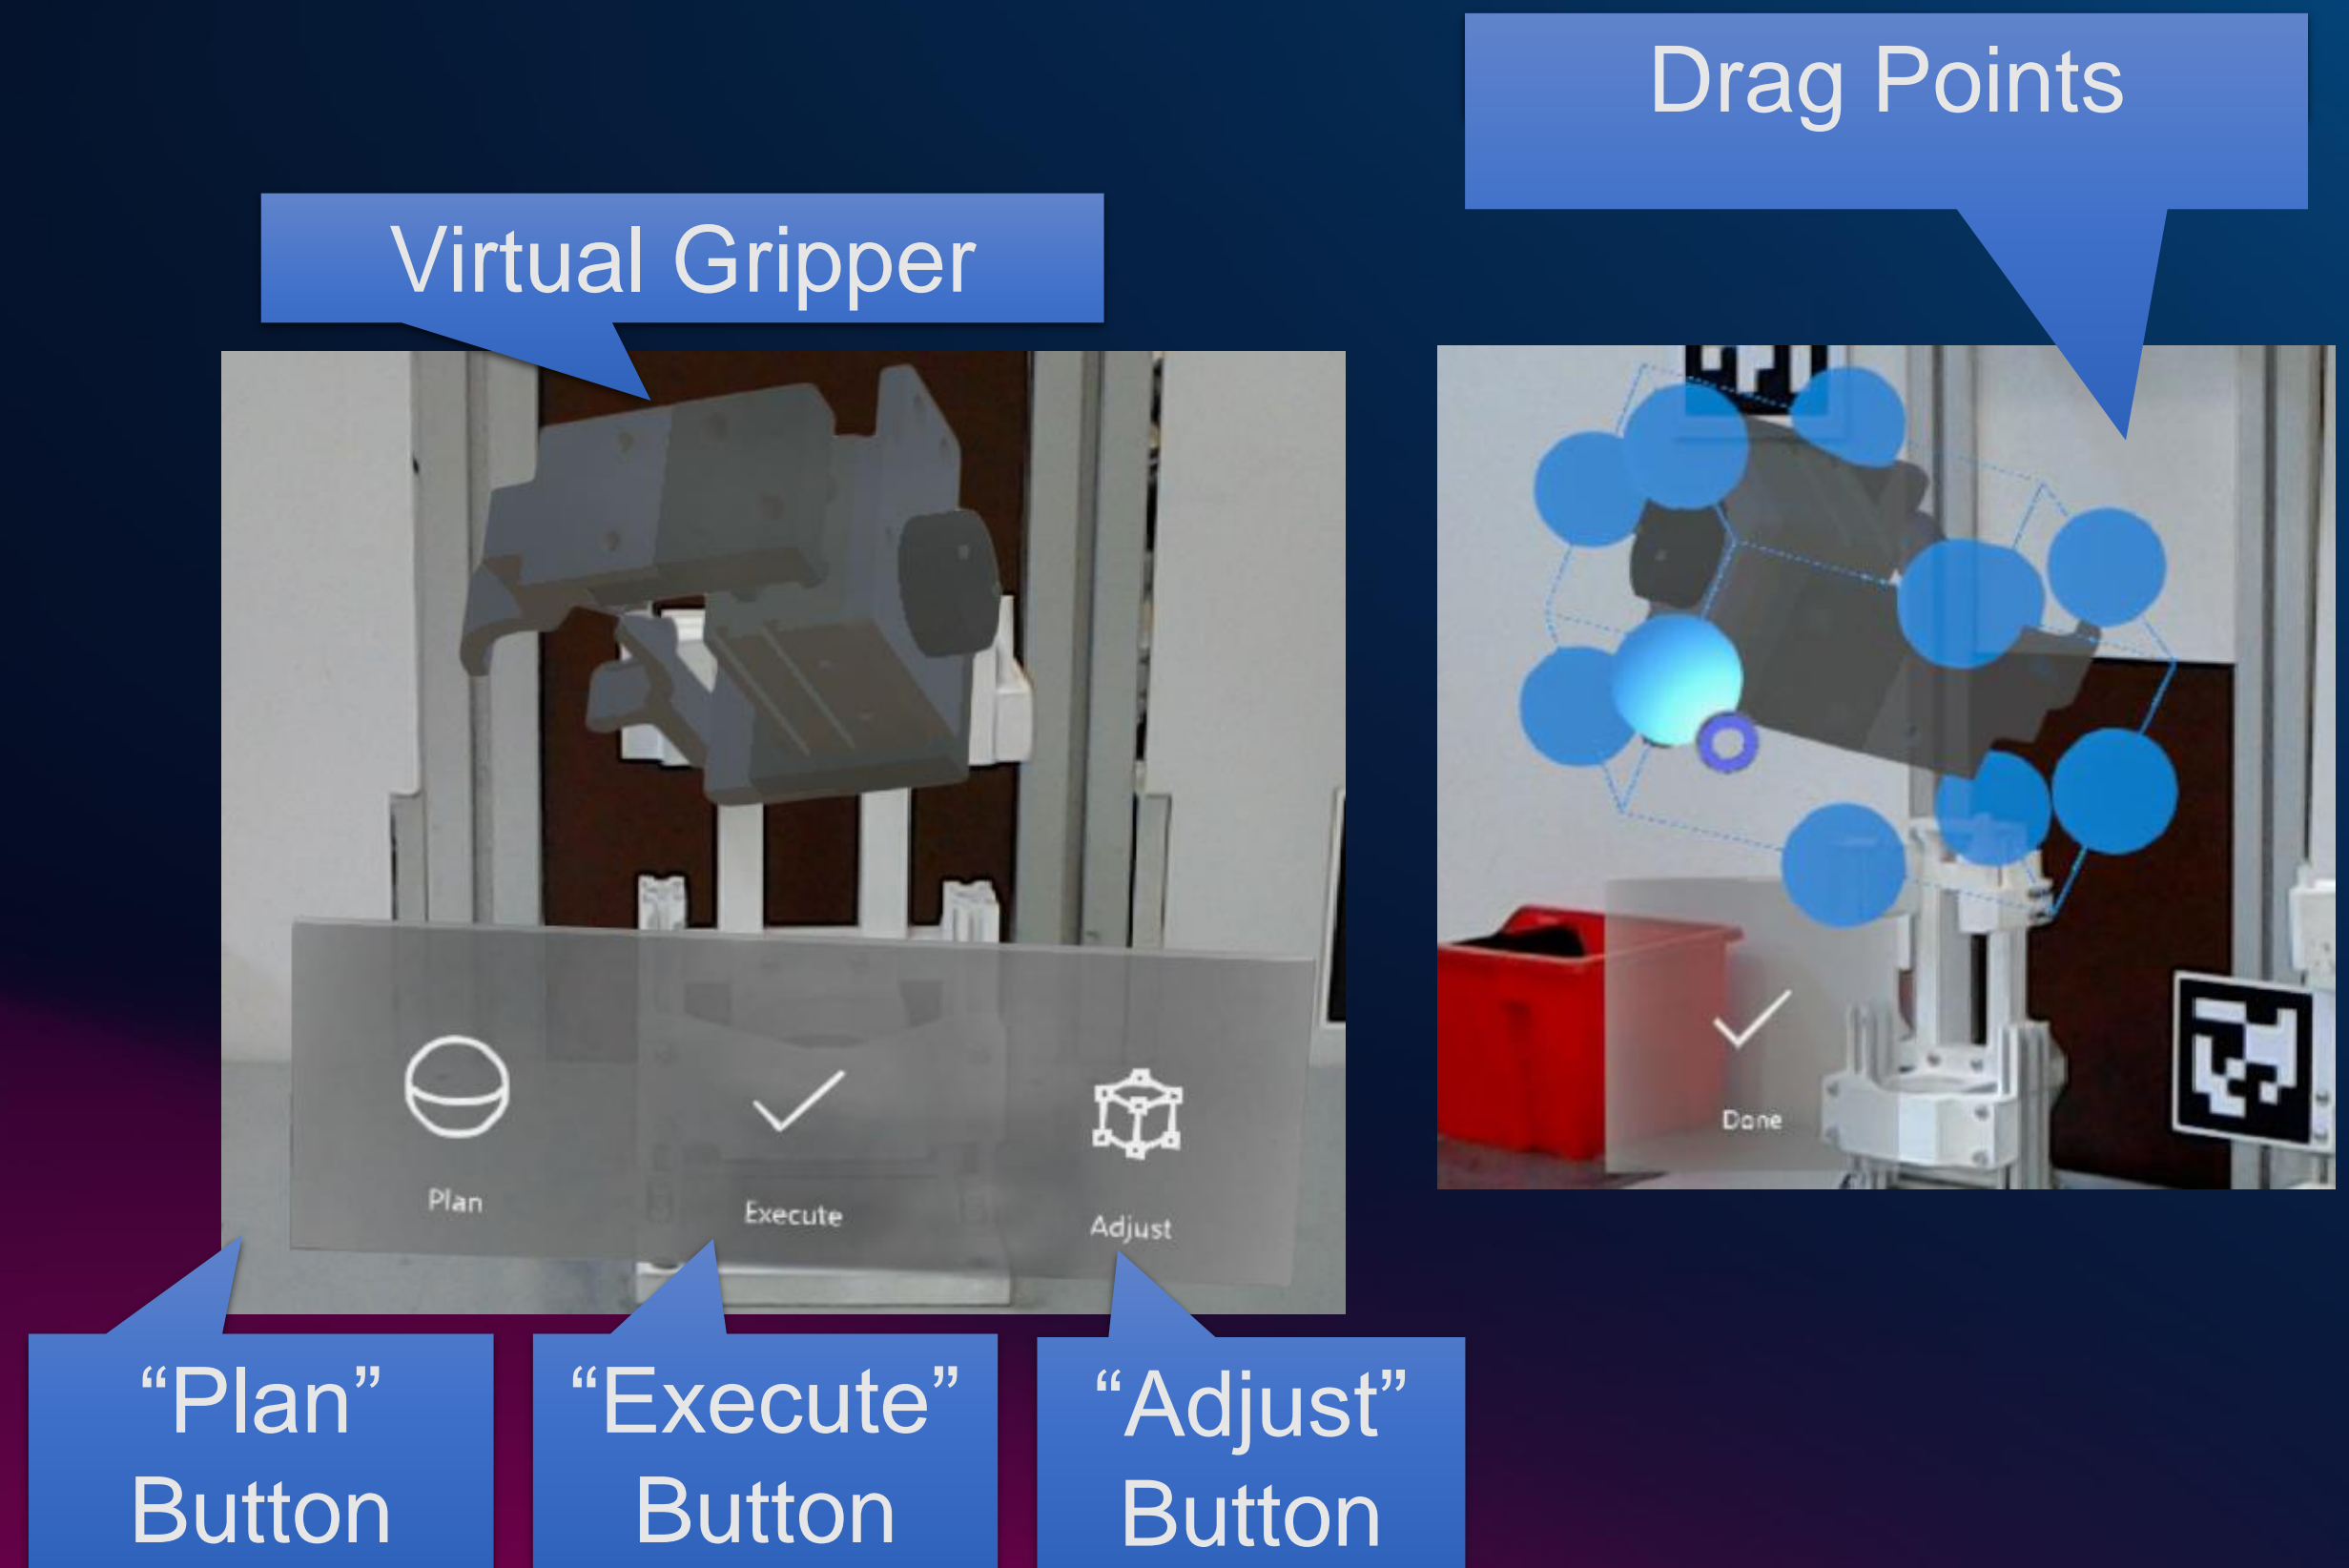 Drag Points
Virtual Gripper
Plan
Execute
Adjust
Done
“Plan”
Button
“Execute”
Button
“Adjust”
Button